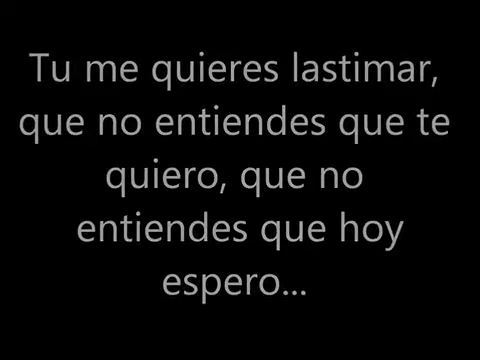 Tu me quieres lastimar,
que no entiendes que te
quiero, que no
entiendes que hoy
espero...